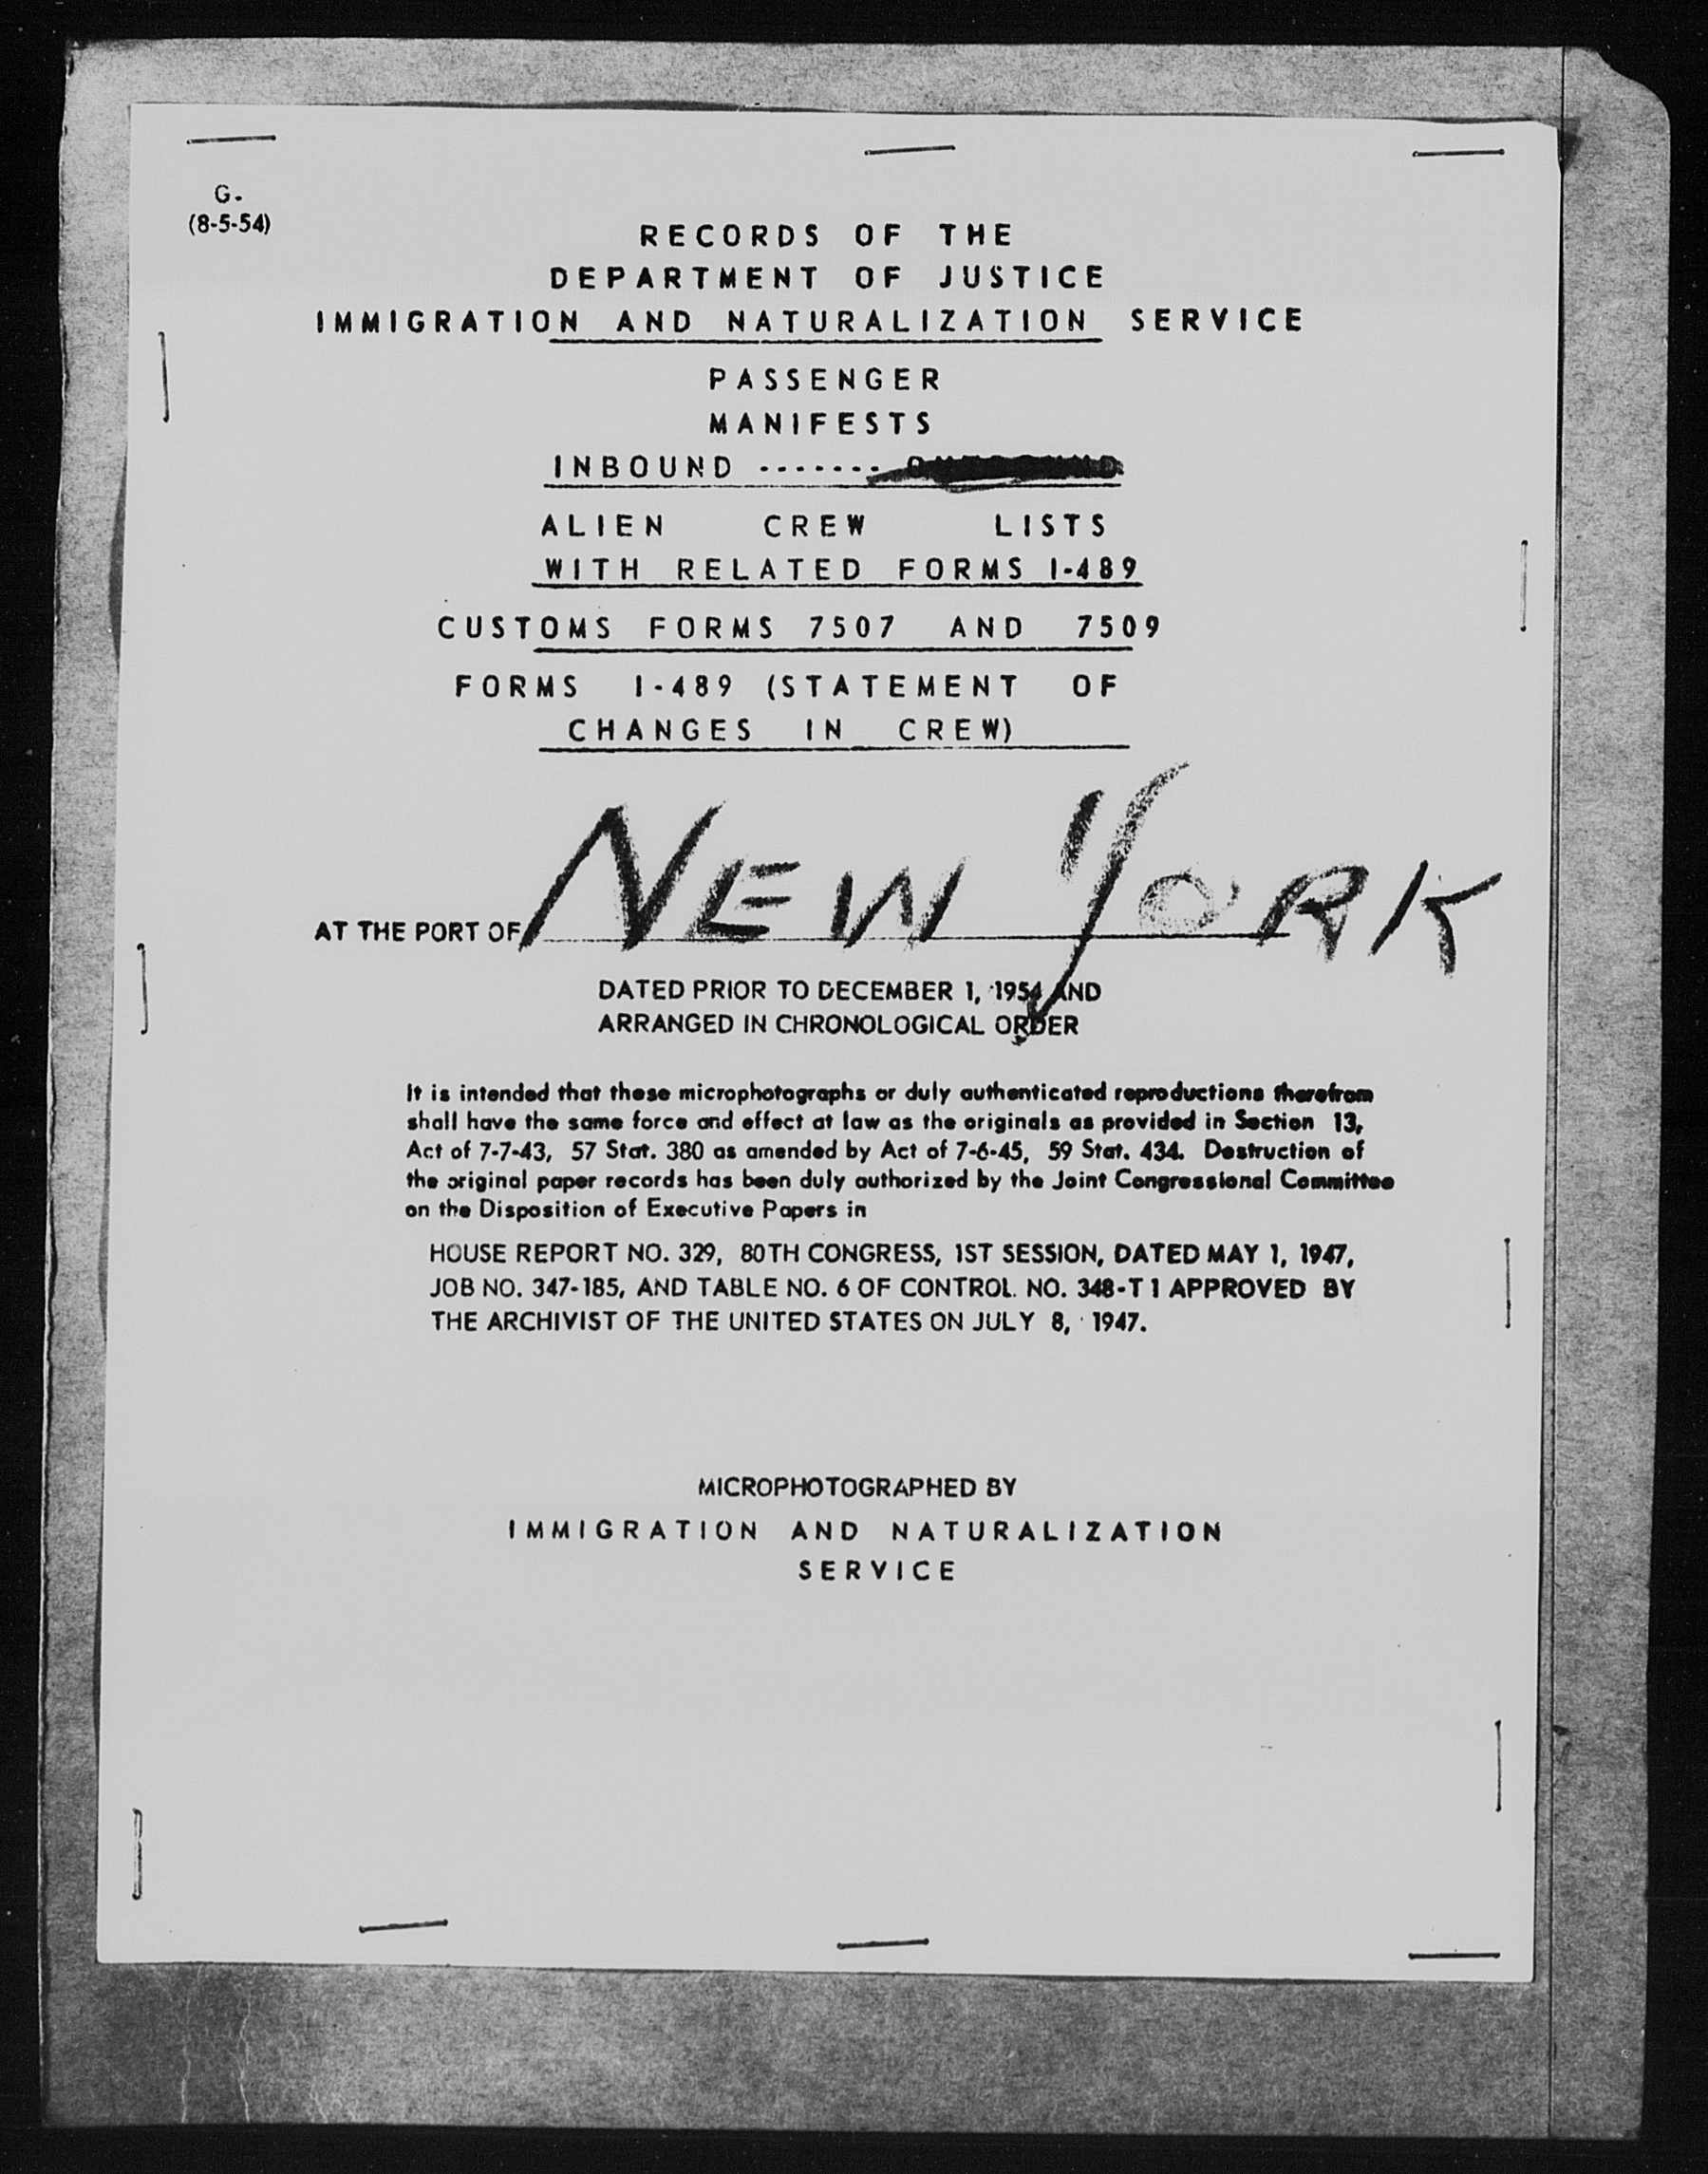 G.
(8-5-54)
RECORDS OF THE
DEPARTMENT OF JUSTICE
IMMIGRATION AND NATURALIZATION SERVICE
PASSENGER
MANIFESTS
INBOUND -------
ALIEN CREW LISTS
WITH RELATED FORMS I-489
CUSTOMS FORMS 7507 AND 7509
FORMS I-489 (STATEMENT OF
CHANGES IN CREW)
AT THE PORT OF NEW YORK
DATED PRIOR TO DECEMBER 1, 1954 AND
ARRANGED IN CHRONOLOGICAL ORDER
It is intended that these microphotographs or duly authenticated reproductions therefrom
shall have the same force and effect at law as the originals as provided in Section 13,
Act of 7-7-43, 57 Stat. 380 as amended by Act of 7-6-45, 59 Stat. 434. Destruction of
the original paper records has been duly authorized by the Joint Congressional Committee
on the Disposition of Executive Papers in
HOUSE REPORT NO. 329, 80TH CONGRESS, 1ST SESSION, DATED MAY 1, 1947,
JOB NO. 347-185, AND TABLE NO. 6 OF CONTROL NO. 348-T 1 APPROVED BY
THE ARCHIVIST OF THE UNITED STATES ON JULY 8, 1947.
MICROPHOTOGRAPHED BY
IMMIGRATION AND NATURALIZATION
SERVICE